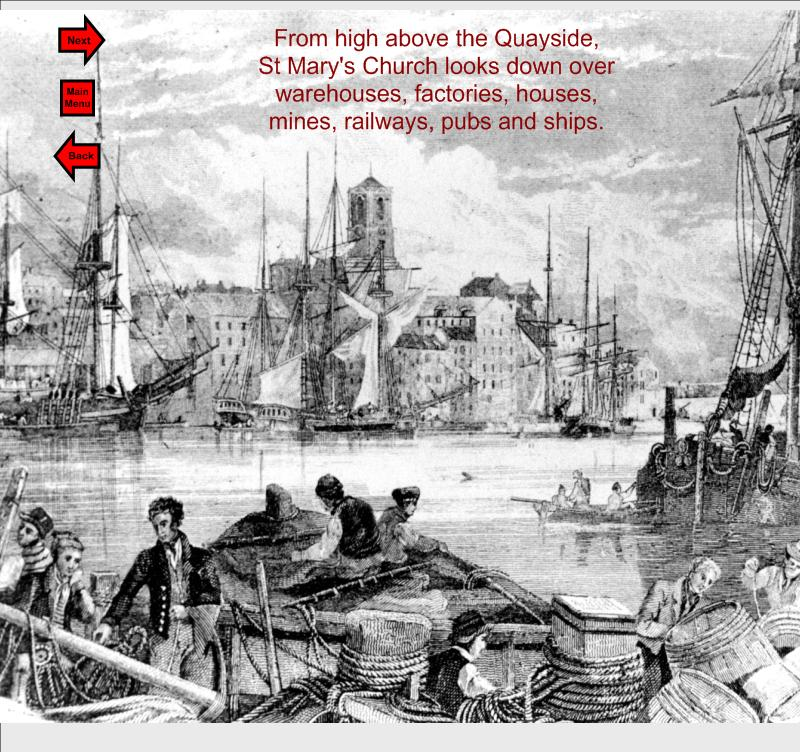 Next
Main
Menu
Back
From high above the Quayside,
St Mary's Church looks down over
warehouses, factories, houses,
mines, railways, pubs and ships.